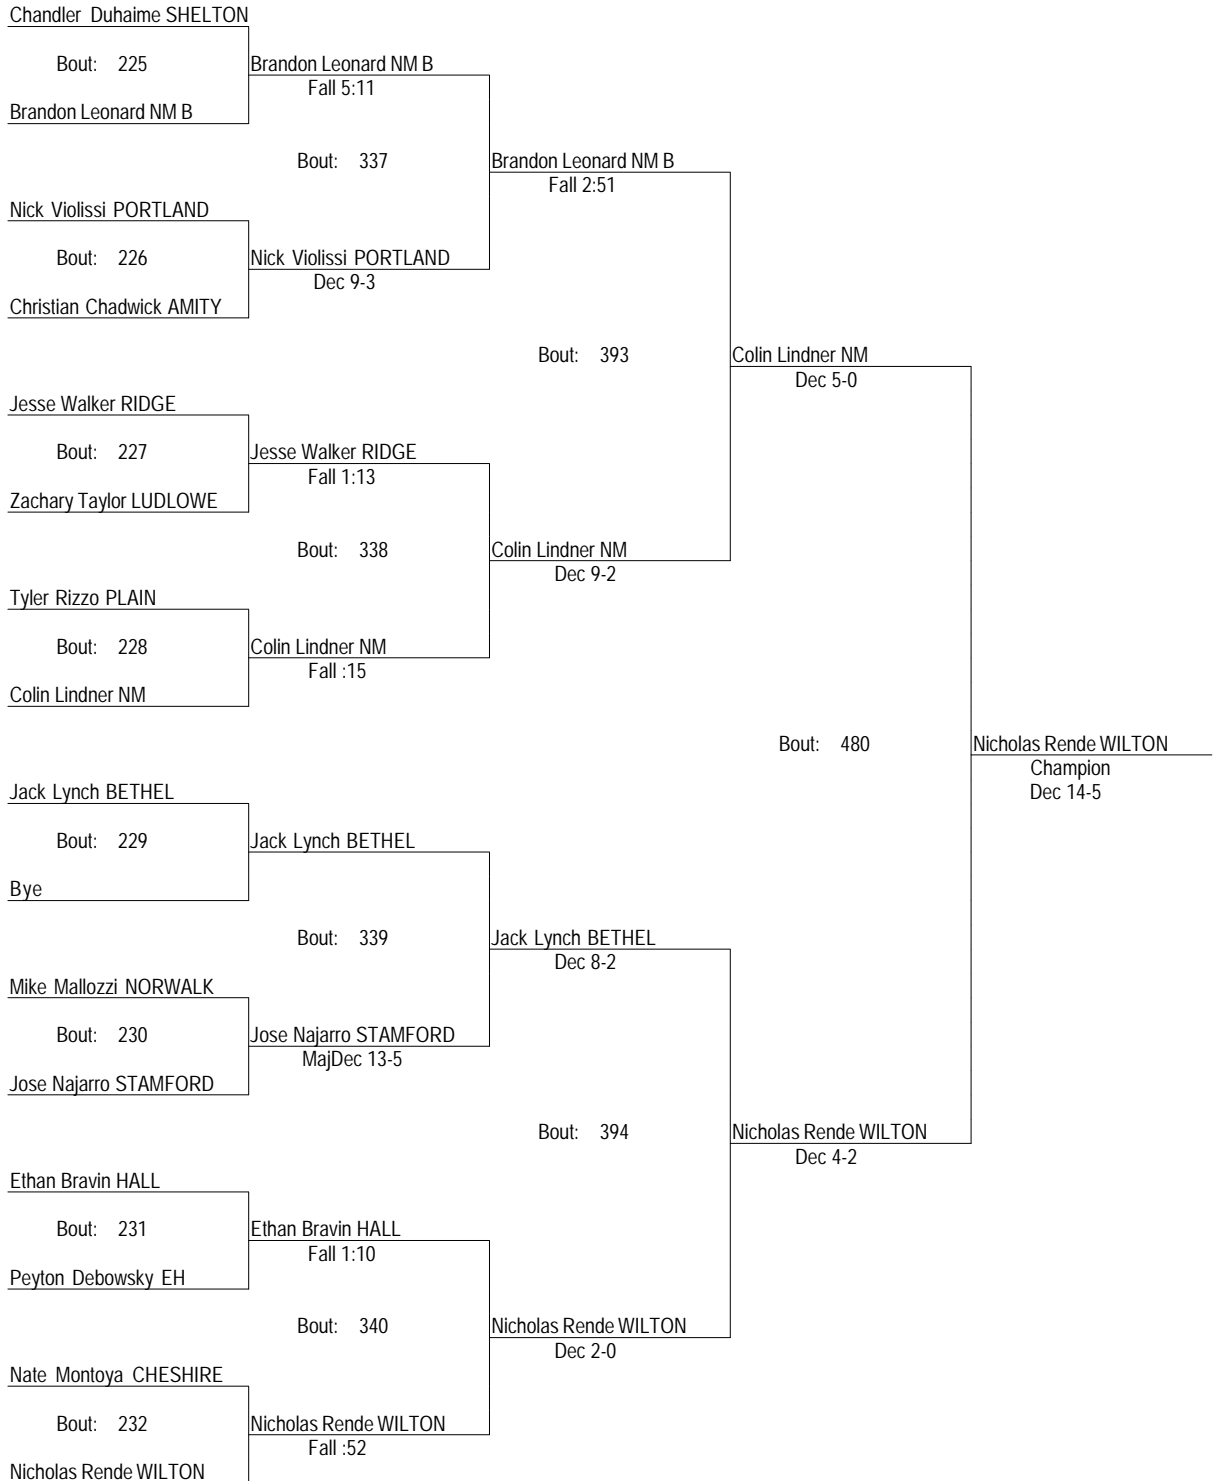 Chandler Duhaime SHELTON
Bout: 225
Brandon Leonard NM B
Fall 5:11
Brandon Leonard NM B
Bout: 337
Brandon Leonard NM B
Fall 2:51
Nick Violissi PORTLAND
Bout: 226
Nick Violissi PORTLAND
Dec 9-3
Christian Chadwick AMITY
Bout: 393
Colin Lindner NM
Dec 5-0
Jesse Walker RIDGE
Bout: 227
Jesse Walker RIDGE
Fall 1:13
Zachary Taylor LUDLOWE
Bout: 338
Colin Lindner NM
Dec 9-2
Tyler Rizzo PLAIN
Bout: 228
Colin Lindner NM
Fall :15
Colin Lindner NM
Bout: 480
Nicholas Rende WILTON
Champion
Dec 14-5
Jack Lynch BETHEL
Bout: 229
Jack Lynch BETHEL
Bye
Bout: 339
Jack Lynch BETHEL
Dec 8-2
Mike Mallozzi NORWALK
Bout: 230
Jose Najarro STAMFORD
MajDec 13-5
Jose Najarro STAMFORD
Bout: 394
Nicholas Rende WILTON
Dec 4-2
Ethan Bravin HALL
Bout: 231
Ethan Bravin HALL
Fall 1:10
Peyton Debowsky EH
Bout: 340
Nicholas Rende WILTON
Dec 2-0
Nate Montoya CHESHIRE
Bout: 232
Nicholas Rende WILTON
Fall :52
Nicholas Rende WILTON